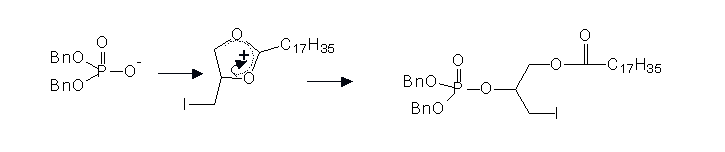 BnO O P O-
BnO
O + C17H35
O
I
BnO O P O O O C17H35
BnO
I